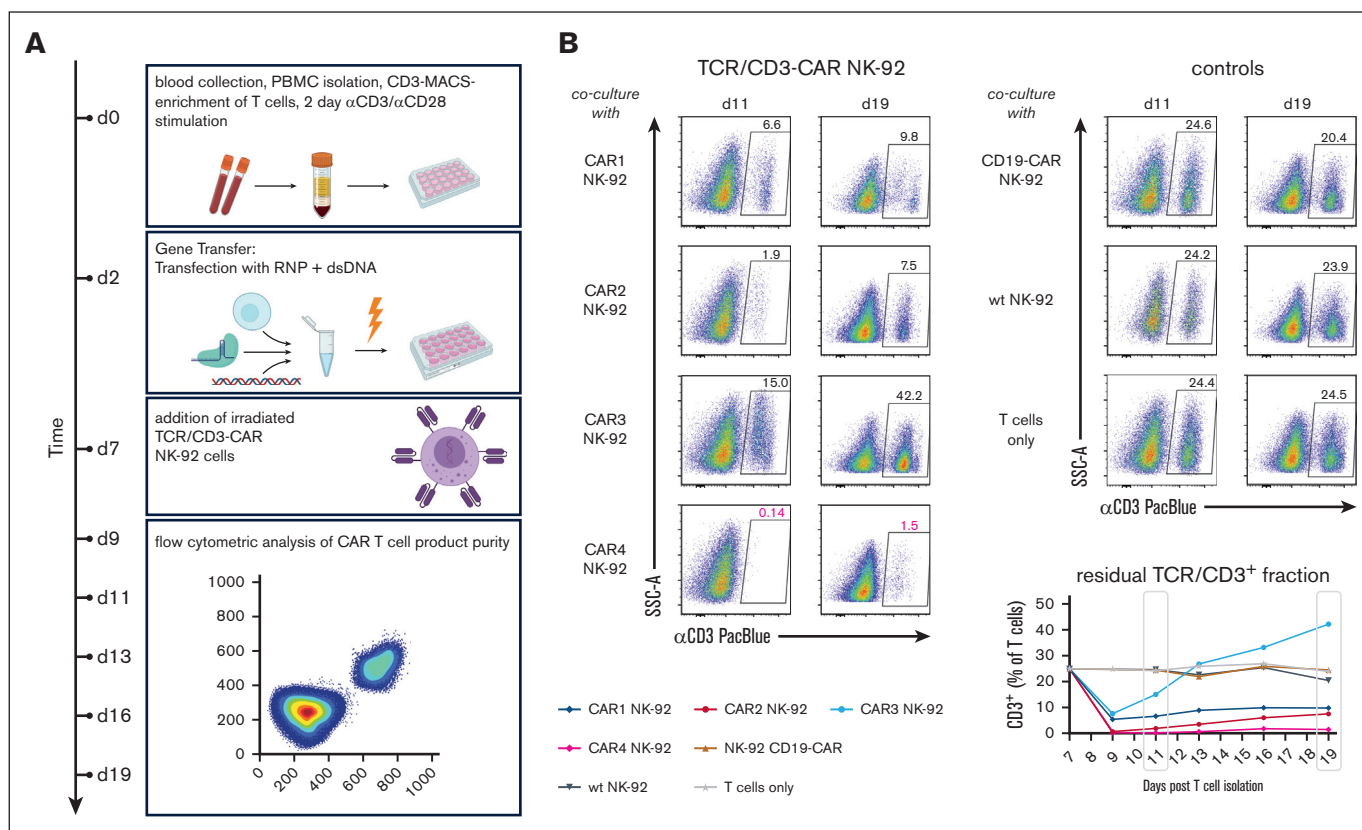 A
Time
d0
d2
d7
d9
d11
d13
d16
d19
blood collection, PBMC isolation, CD3-MACS-
enrichment of T cells, 2 day αCD3/αCD28
stimulation
Gene Transfer:
Transfection with RNP + dsDNA
addition of irradiated
TCR/CD3-CAR
NK-92 cells
flow cytometric analysis of CAR T cell product purity
1000
800
600
400
200
0
0
200
400
600
800
1000
B
TCR/CD3-CAR NK-92
co-culture
with
d11
d19
CAR1
NK-92
6.6
9.8
CAR2
NK-92
1.9
7.5
CAR3
NK-92
15.0
42.2
CAR4
NK-92
0.14
1.5
SSC-A
αCD3 PacBlue
controls
co-culture
with
d11
d19
CD19-CAR
NK-92
24.6
20.4
wt NK-92
24.2
23.9
T cells
only
24.4
24.5
SSC-A
αCD3 PacBlue
residual TCR/CD3⁺ fraction
CD3⁺ (% of T cells)
50
40
30
20
10
0
7
8
9
10
11
12
13
14
15
16
17
18
19
Days post T cell isolation
CAR1 NK-92
CAR2 NK-92
CAR3 NK-92
CAR4 NK-92
NK-92 CD19-CAR
wt NK-92
T cells only